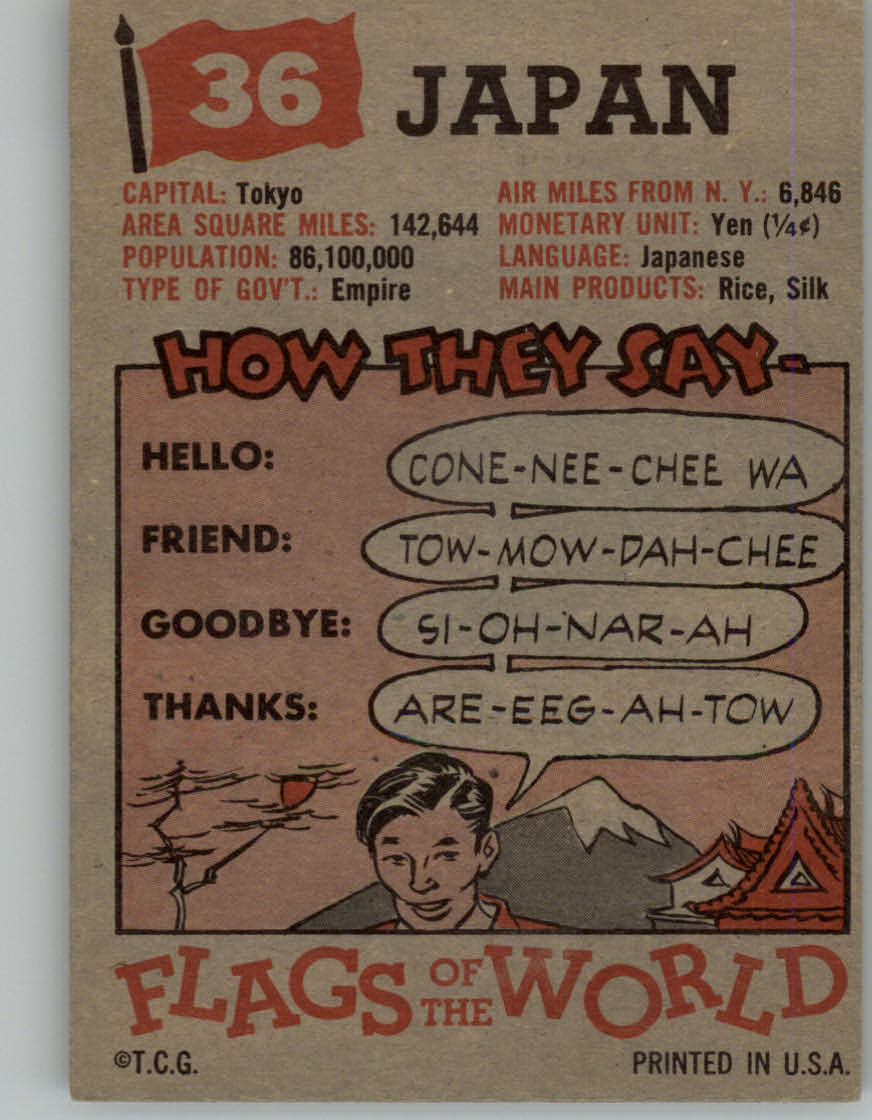 36 JAPAN
CAPITAL: Tokyo
AREA SQUARE MILES: 142,644
POPULATION: 86,100,000
TYPE OF GOV'T.: Empire
AIR MILES FROM N. Y.: 6,846
MONETARY UNIT: Yen (¼¢)
LANGUAGE: Japanese
MAIN PRODUCTS: Rice, Silk
HOW THEY SAY-
HELLO: CONE-NEE-CHEE WA
FRIEND: TOW-MOW-DAH-CHEE
GOODBYE: SI-OH-NAR-AH
THANKS: ARE-EEG-AH-TOW
FLAGS OF THE WORLD
©T.C.G. PRINTED IN U.S.A.